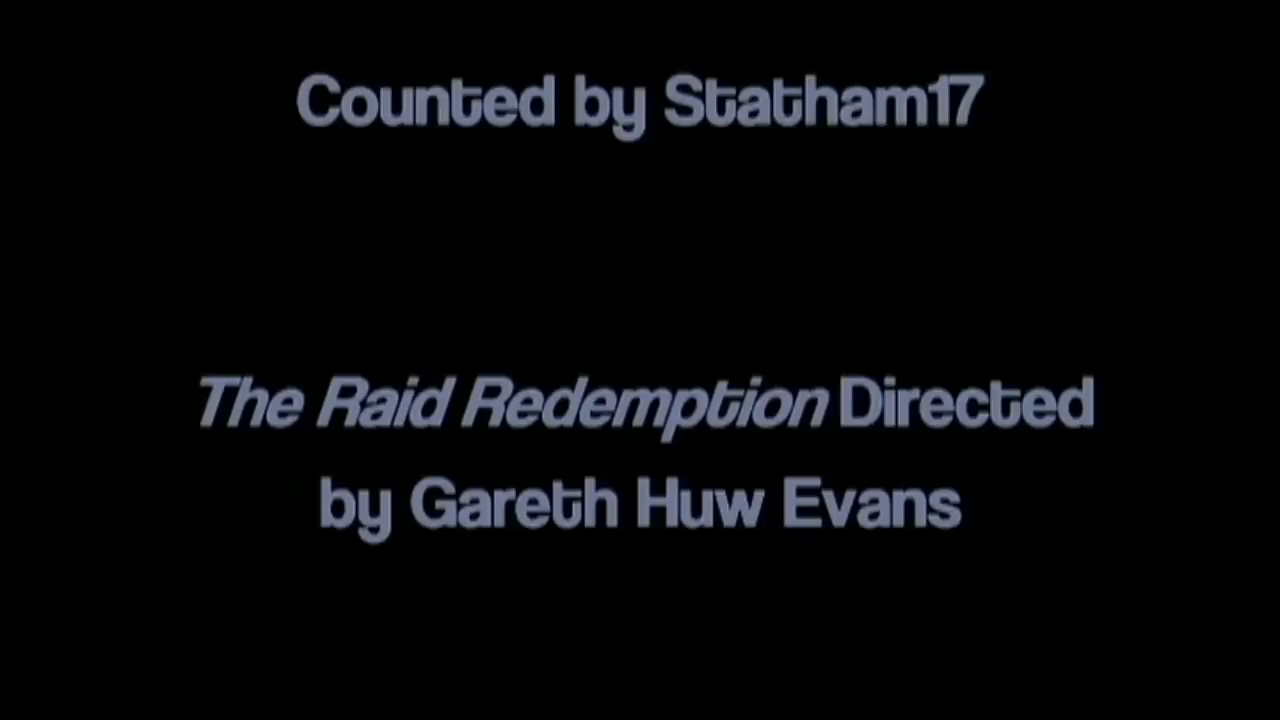 Counted by Statham17
The Raid Redemption Directed
by Gareth Huw Evans